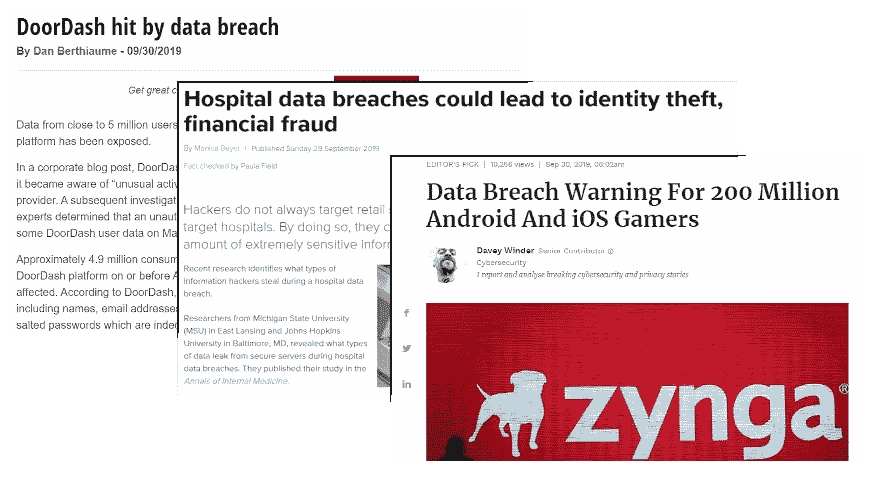 DoorDash hit by data breach
By Dan Berthiaume - 09/30/2019
Get great c
Data from close to 5 million users
platform has been exposed.
In a corporate blog post, DoorDas
it became aware of "unusual activ
provider. A subsequent investigat
experts determined that an unaut
some DoorDash user data on Ma
Approximately 4.9 million consum
DoorDash platform on or before A
affected. According to DoorDash,
including names, email addresses
salted passwords which are inde
Hospital data breaches could lead to identity theft,
financial fraud
By Monica Beyer | Published Sunday 29 September 2019
Fact checked by Paula Field
Hackers do not always target retail
target hospitals. By doing so, they c
amount of extremely sensitive infor
Recent research identifies what types of
information hackers steal during a hospital data
breach.
Researchers from Michigan State University
(MSU) in East Lansing and Johns Hopkins
University in Baltimore, MD, revealed what types
of data leak from secure servers during hospital
data breaches. They published their study in the
Annals of Internal Medicine.
EDITOR'S PICK | 10,256 views | Sep 30, 2019, 06:02am
Data Breach Warning For 200 Million
Android And iOS Gamers
Davey Winder Senior Contributor
Cybersecurity
I report and analyse breaking cybersecurity and privacy stories
zynga®